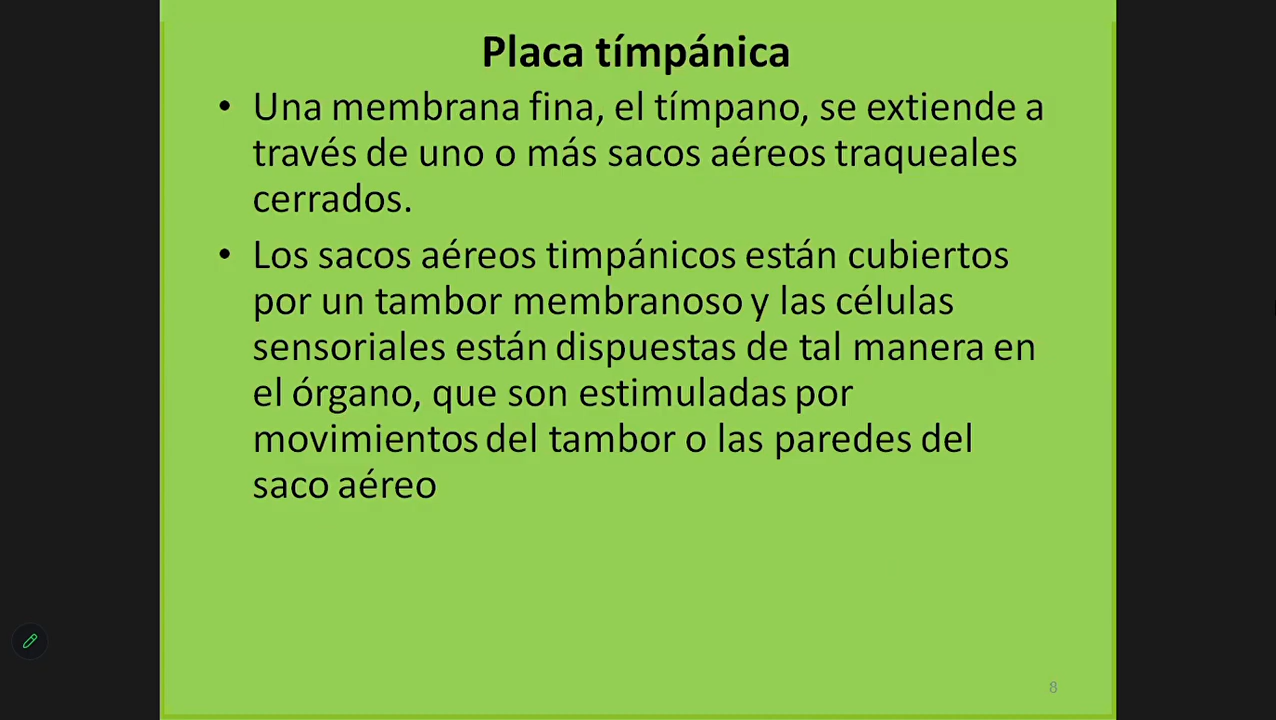 Placa tímpánica
• Una membrana fina, el tímpano, se extiende a
través de uno o más sacos aéreos traqueales
cerrados.
• Los sacos aéreos timpánicos están cubiertos
por un tambor membranoso y las células
sensoriales están dispuestas de tal manera en
el órgano, que son estimuladas por
movimientos del tambor o las paredes del
saco aéreo
8